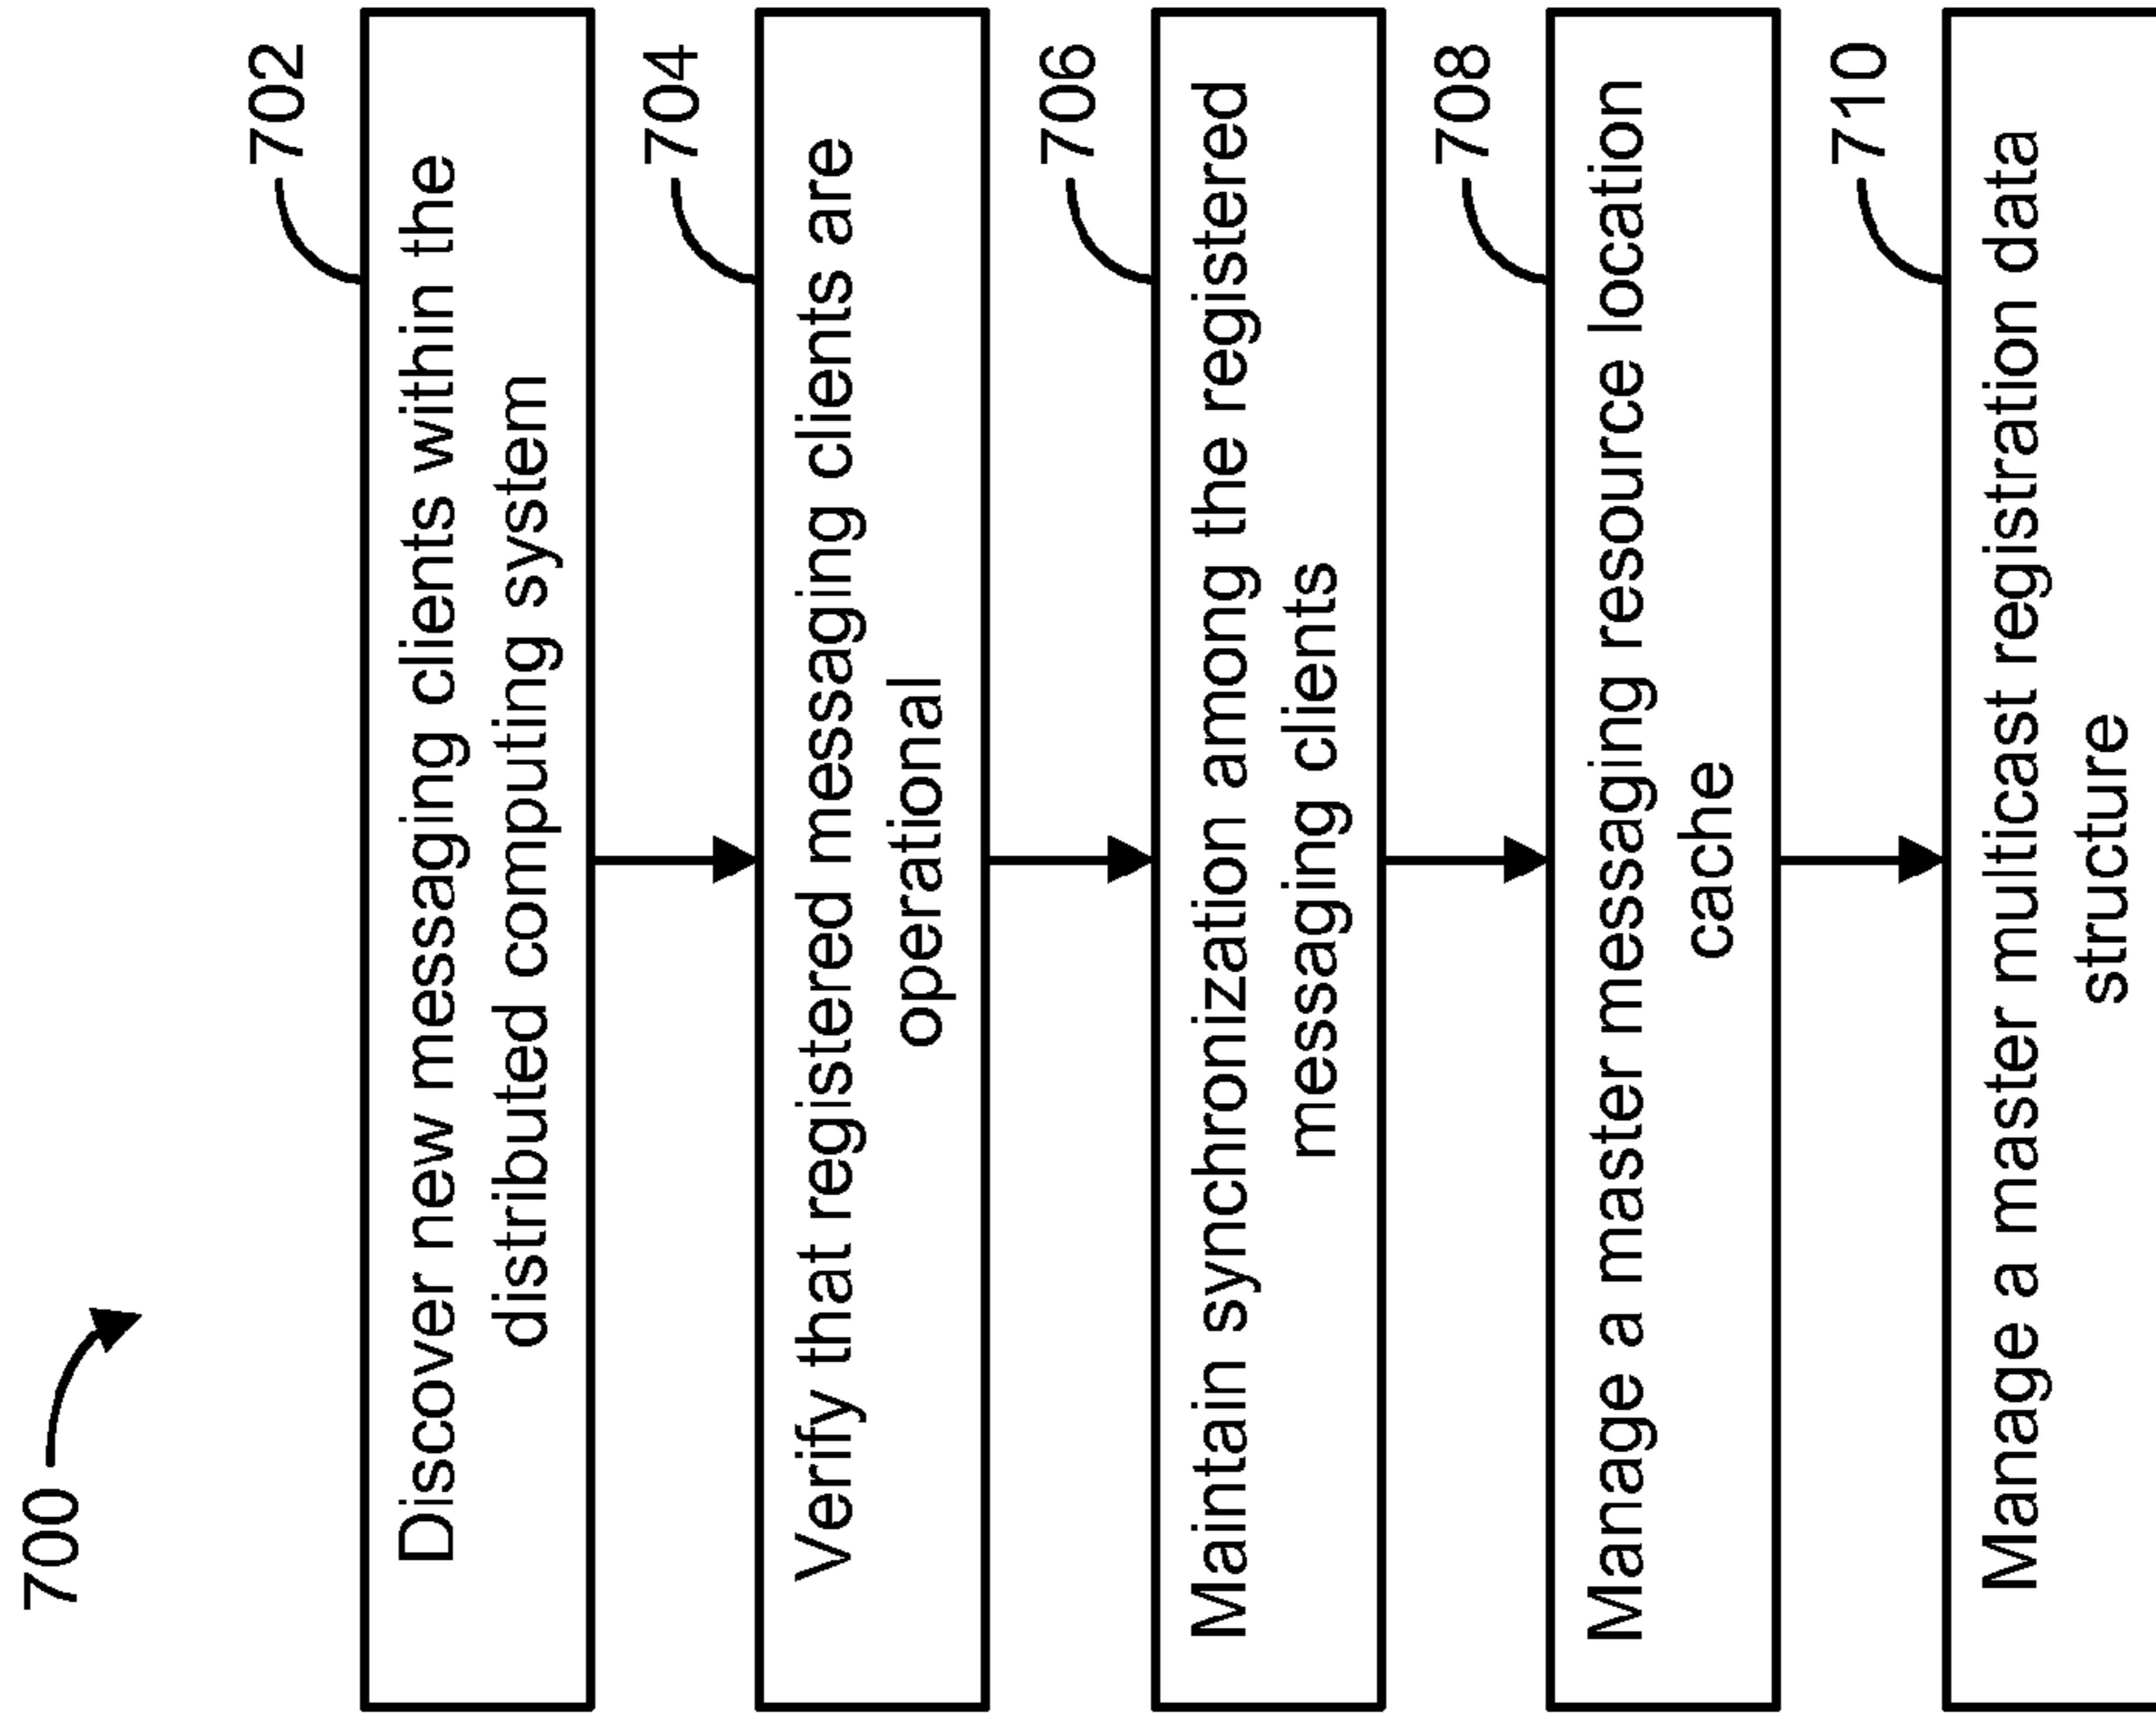 700
702
Discover new messaging clients within the
distributed computing system
704
Verify that registered messaging clients are
operational
706
Maintain synchronization among the registered
messaging clients
708
Manage a master messaging resource location
cache
710
Manage a master multicast registration data
structure